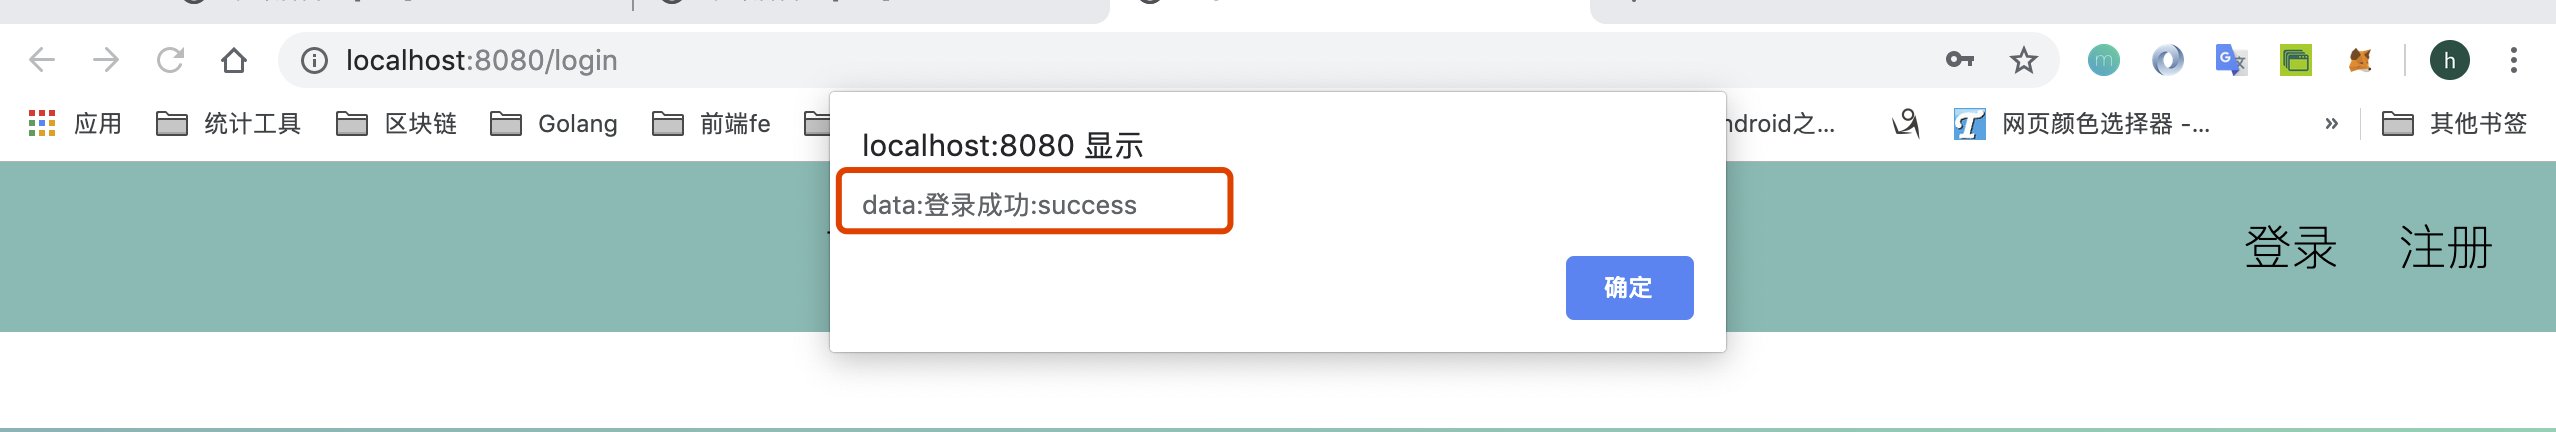 localhost:8080/login
h
应用 统计工具 区块链 Golang 前端fe ndroid之... 网页颜色选择器 -... » 其他书签
localhost:8080 显示
data:登录成功:success
登录 注册
确定